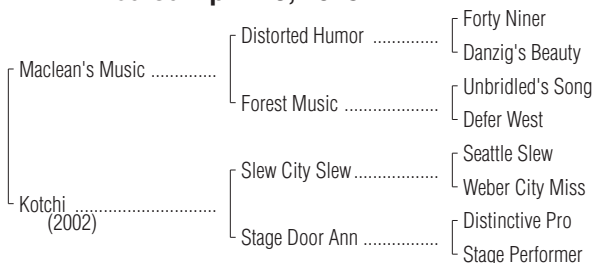 Distorted Humor .............. Forty Niner
Danzig's Beauty
Maclean's Music ..............
Forest Music .................... Unbridled's Song
Defer West
Slew City Slew.................. Seattle Slew
Weber City Miss
Kotchi ..............................
(2002)
Stage Door Ann ................ Distinctive Pro
Stage Performer